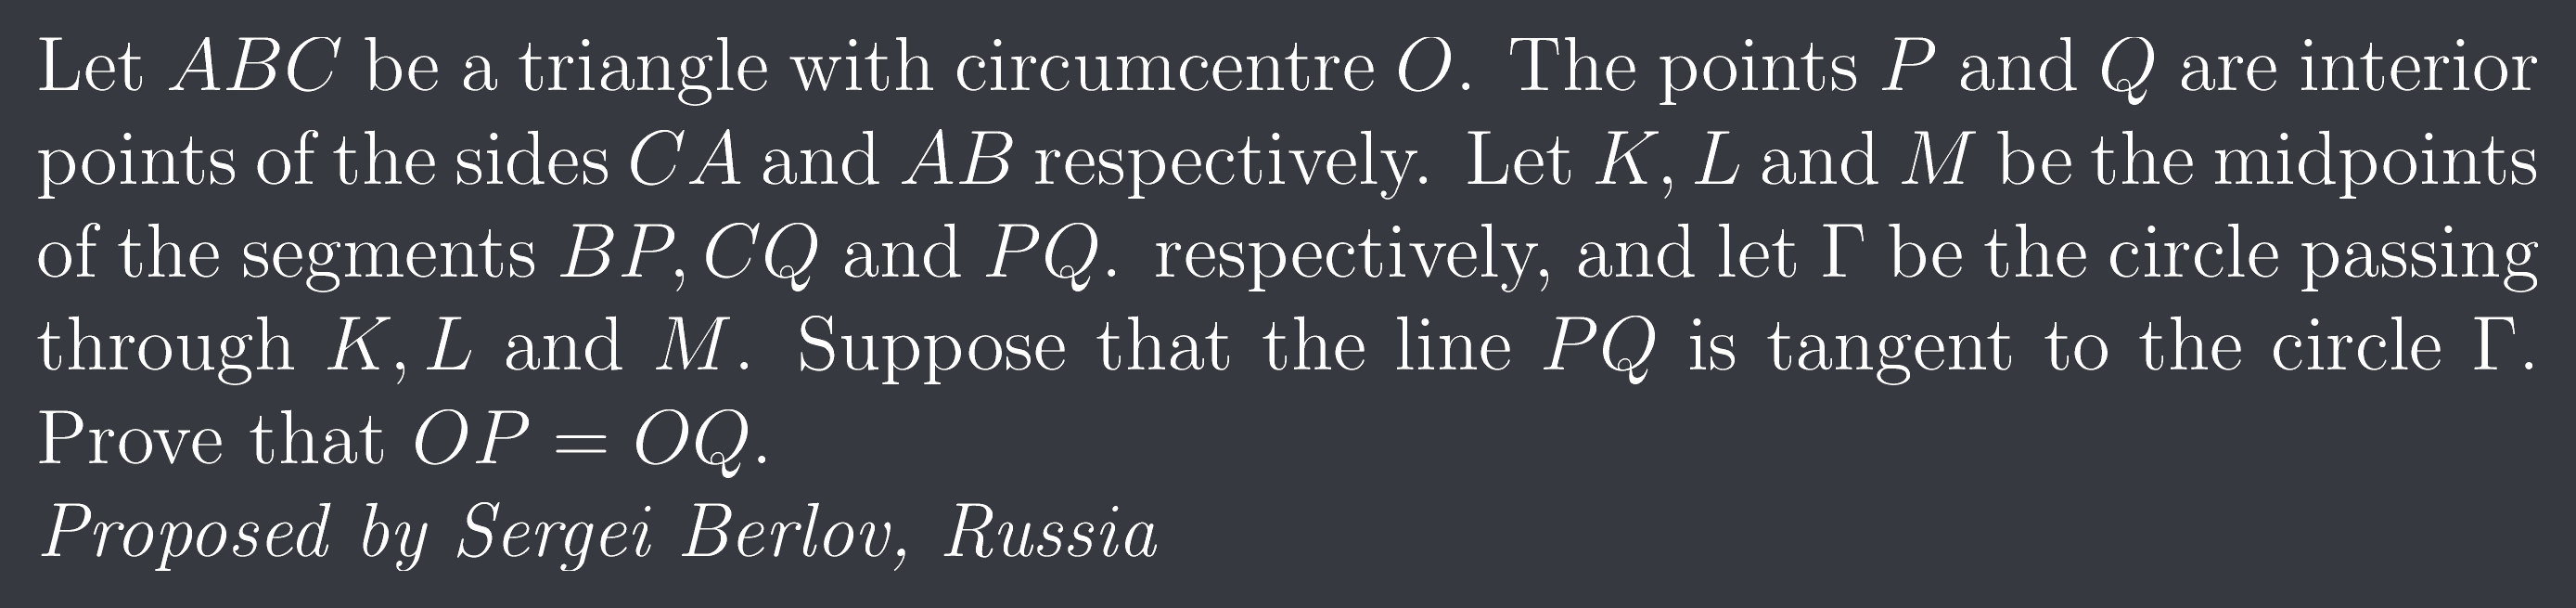 Let ABC be a triangle with circumcentre O. The points P and Q are interior
points of the sides CA and AB respectively. Let K, L and M be the midpoints
of the segments BP, CQ and PQ. respectively, and let Γ be the circle passing
through K, L and M. Suppose that the line PQ is tangent to the circle Γ.
Prove that OP = OQ.
Proposed by Sergei Berlov, Russia